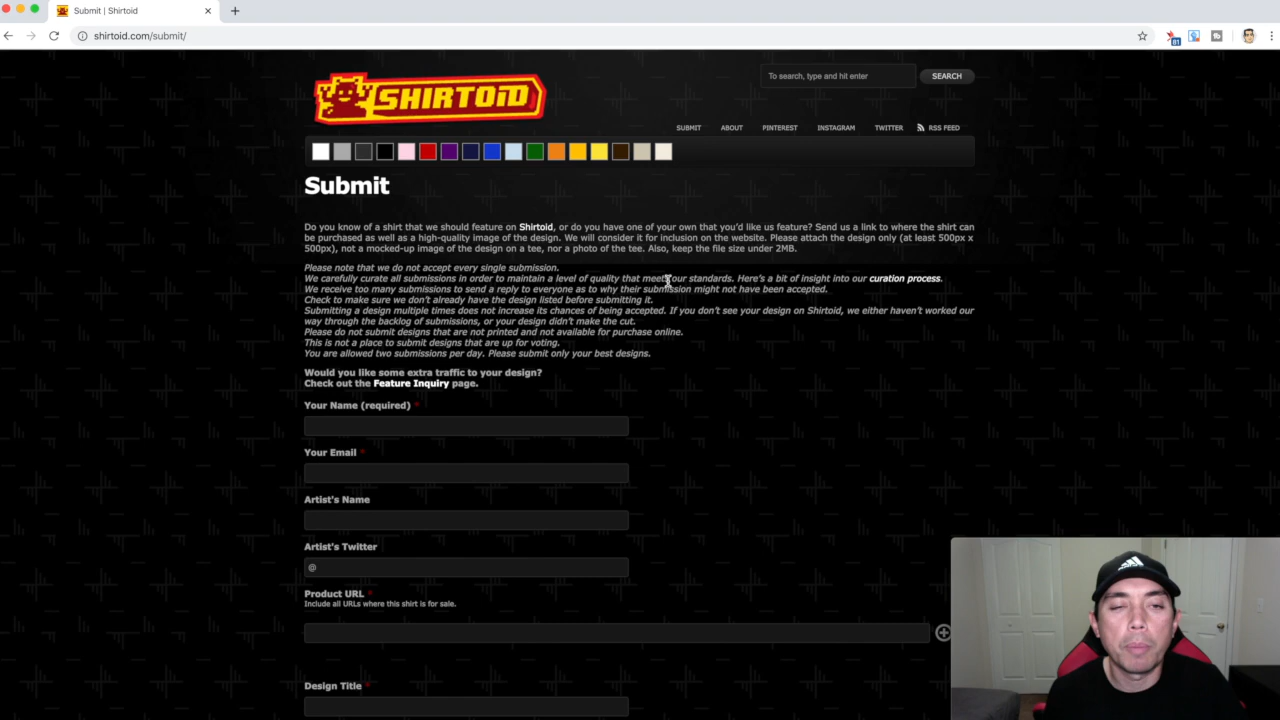 Submit | Shirtoid
shirtoid.com/submit/
81
SHIRTOID
To search, type and hit enter
SEARCH
SUBMIT ABOUT PINTEREST INSTAGRAM TWITTER RSS FEED
Submit
Do you know of a shirt that we should feature on Shirtoid, or do you have one of your own that you'd like us feature? Send us a link to where the shirt can
be purchased as well as a high-quality image of the design. We will consider it for inclusion on the website. Please attach the design only (at least 500px x
500px), not a mocked-up image of the design on a tee, nor a photo of the tee. Also, keep the file size under 2MB.
Please note that we do not accept every single submission.
We carefully curate all submissions in order to maintain a level of quality that meets our standards. Here's a bit of insight into our curation process.
We receive too many submissions to send a reply to everyone as to why their submission might not have been accepted.
Check to make sure we don't already have the design listed before submitting it.
Submitting a design multiple times does not increase its chances of being accepted. If you don't see your design on Shirtoid, we either haven't worked our
way through the backlog of submissions, or your design didn't make the cut.
Please do not submit designs that are not printed and not available for purchase online.
This is not a place to submit designs that are up for voting.
You are allowed two submissions per day. Please submit only your best designs.
Would you like some extra traffic to your design?
Check out the Feature Inquiry page.
Your Name (required) *
Your Email *
Artist's Name
Artist's Twitter
@
Product URL *
Include all URLs where this shirt is for sale.
Design Title *